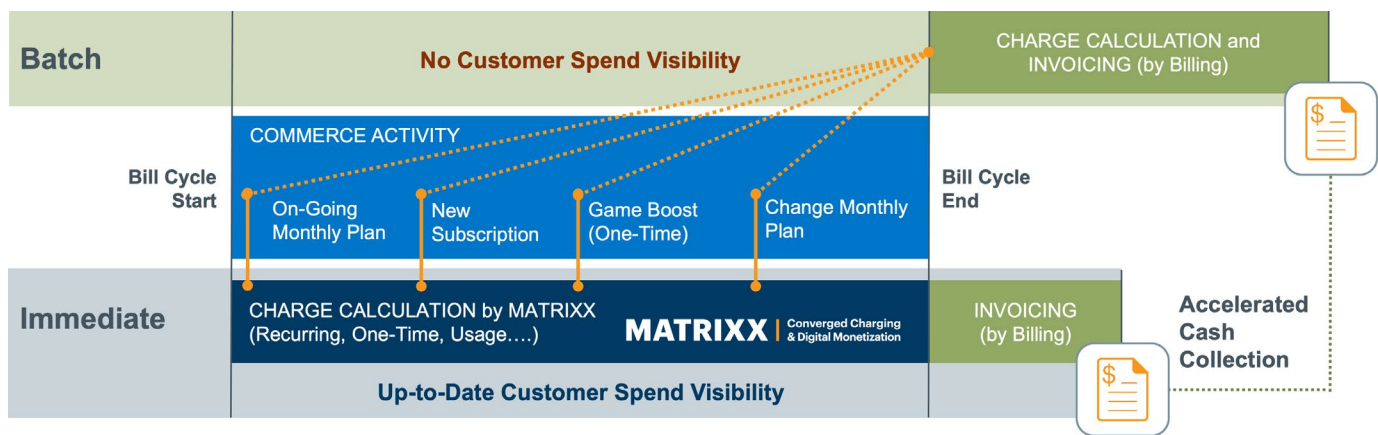 Batch
No Customer Spend Visibility
CHARGE CALCULATION and
INVOICING (by Billing)
$
COMMERCE ACTIVITY
Bill Cycle
Start
On-Going
Monthly Plan
New
Subscription
Game Boost
(One-Time)
Change Monthly
Plan
Bill Cycle
End
Immediate
CHARGE CALCULATION by MATRIXX
(Recurring, One-Time, Usage....)
MATRIXX | Converged Charging
& Digital Monetization
INVOICING
(by Billing)
Accelerated
Cash
Collection
$
Up-to-Date Customer Spend Visibility